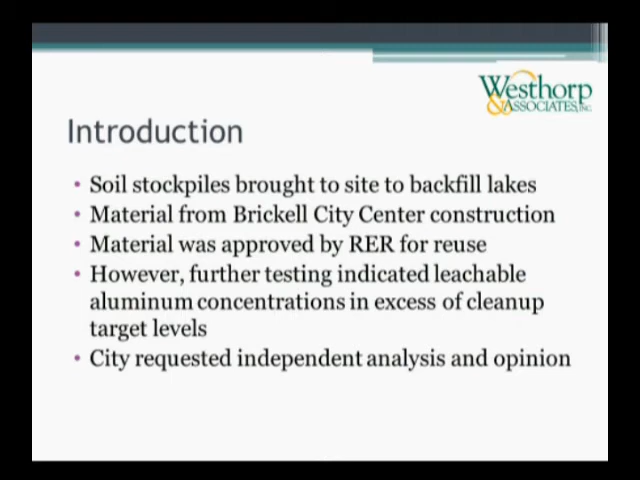 Westhorp
& ASSOCIATES, INC.
Introduction
• Soil stockpiles brought to site to backfill lakes
• Material from Brickell City Center construction
• Material was approved by RER for reuse
• However, further testing indicated leachable
aluminum concentrations in excess of cleanup
target levels
• City requested independent analysis and opinion